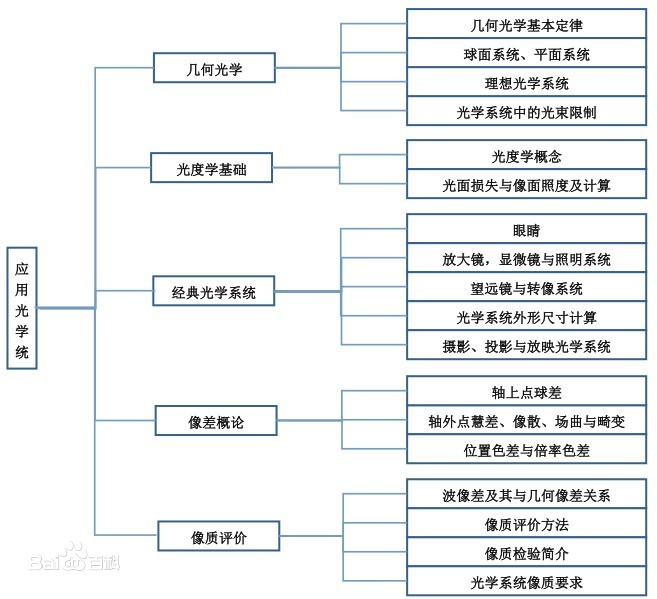 应
用
光
学
统
几何光学
几何光学基本定律
球面系统、平面系统
理想光学系统
光学系统中的光束限制
光度学基础
光度学概念
光面损失与像面照度及计算
经典光学系统
眼睛
放大镜，显微镜与照明系统
望远镜与转像系统
光学系统外形尺寸计算
摄影、投影与放映光学系统
像差概论
轴上点球差
轴外点慧差、像散、场曲与畸变
位置色差与倍率色差
像质评价
波像差及其与几何像差关系
像质评价方法
像质检验简介
光学系统像质要求
Bai du 百科